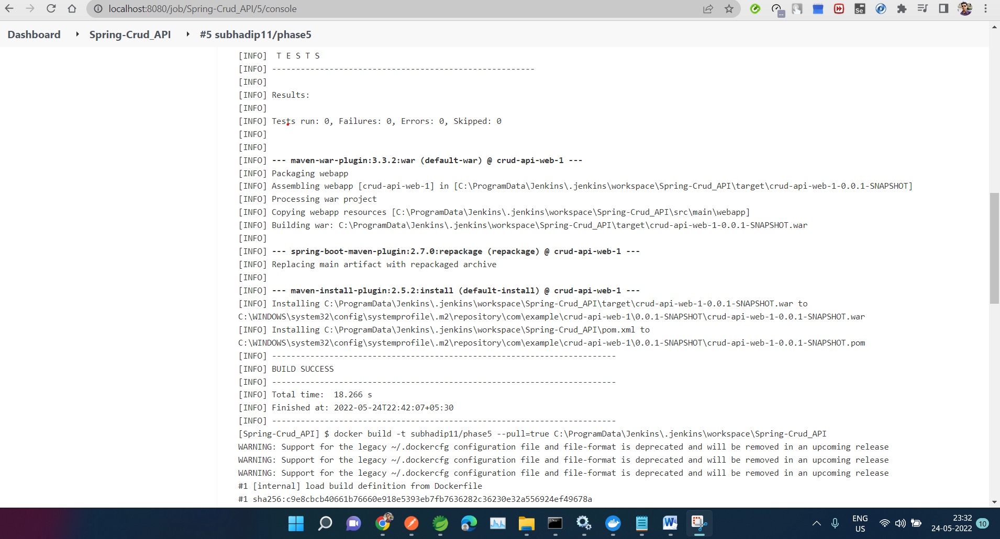 localhost:8080/job/Spring-Crud_API/5/console
Dashboard
Spring-Crud_API
#5 subhadip11/phase5
[INFO]  T E S T S
[INFO] -------------------------------------------------------
[INFO]
[INFO] Results:
[INFO]
[INFO] Tests run: 0, Failures: 0, Errors: 0, Skipped: 0
[INFO]
[INFO]
[INFO] --- maven-war-plugin:3.3.2:war (default-war) @ crud-api-web-1 ---
[INFO] Packaging webapp
[INFO] Assembling webapp [crud-api-web-1] in [C:\ProgramData\Jenkins\.jenkins\workspace\Spring-Crud_API\target\crud-api-web-1-0.0.1-SNAPSHOT]
[INFO] Processing war project
[INFO] Copying webapp resources [C:\ProgramData\Jenkins\.jenkins\workspace\Spring-Crud_API\src\main\webapp]
[INFO] Building war: C:\ProgramData\Jenkins\.jenkins\workspace\Spring-Crud_API\target\crud-api-web-1-0.0.1-SNAPSHOT.war
[INFO]
[INFO] --- spring-boot-maven-plugin:2.7.0:repackage (repackage) @ crud-api-web-1 ---
[INFO] Replacing main artifact with repackaged archive
[INFO]
[INFO] --- maven-install-plugin:2.5.2:install (default-install) @ crud-api-web-1 ---
[INFO] Installing C:\ProgramData\Jenkins\.jenkins\workspace\Spring-Crud_API\target\crud-api-web-1-0.0.1-SNAPSHOT.war to
C:\WINDOWS\system32\config\systemprofile\.m2\repository\com\example\crud-api-web-1\0.0.1-SNAPSHOT\crud-api-web-1-0.0.1-SNAPSHOT.war
[INFO] Installing C:\ProgramData\Jenkins\.jenkins\workspace\Spring-Crud_API\pom.xml to
C:\WINDOWS\system32\config\systemprofile\.m2\repository\com\example\crud-api-web-1\0.0.1-SNAPSHOT\crud-api-web-1-0.0.1-SNAPSHOT.pom
[INFO] ------------------------------------------------------------------------
[INFO] BUILD SUCCESS
[INFO] ------------------------------------------------------------------------
[INFO] Total time:  18.266 s
[INFO] Finished at: 2022-05-24T22:42:07+05:30
[INFO] ------------------------------------------------------------------------
[Spring-Crud_API] $ docker build -t subhadip11/phase5 --pull=true C:\ProgramData\Jenkins\.jenkins\workspace\Spring-Crud_API
WARNING: Support for the legacy ~/.dockercfg configuration file and file-format is deprecated and will be removed in an upcoming release
WARNING: Support for the legacy ~/.dockercfg configuration file and file-format is deprecated and will be removed in an upcoming release
WARNING: Support for the legacy ~/.dockercfg configuration file and file-format is deprecated and will be removed in an upcoming release
#1 [internal] load build definition from Dockerfile
#1 sha256:c9e8cbcb40661b76660e918e5393eb7fb7636282c36230e32a556924ef49678a
ENG
US
23:32
24-05-2022
10